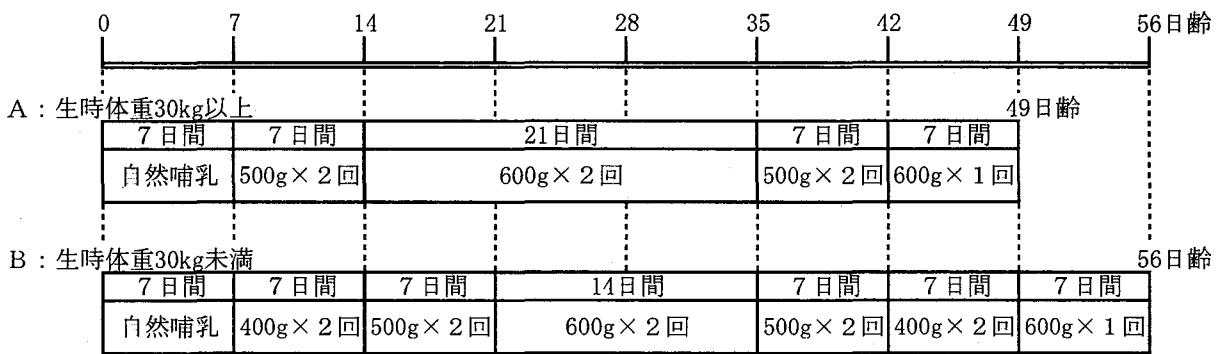 0 7 14 21 28 35 42 49 56日齢
A：生時体重30kg以上 49日齢
7日間 7日間 21日間 7日間 7日間
自然哺乳 500g×2回 600g×2回 500g×2回 600g×1回
B：生時体重30kg未満 56日齢
7日間 7日間 7日間 14日間 7日間 7日間 7日間
自然哺乳 400g×2回 500g×2回 600g×2回 500g×2回 400g×2回 600g×1回